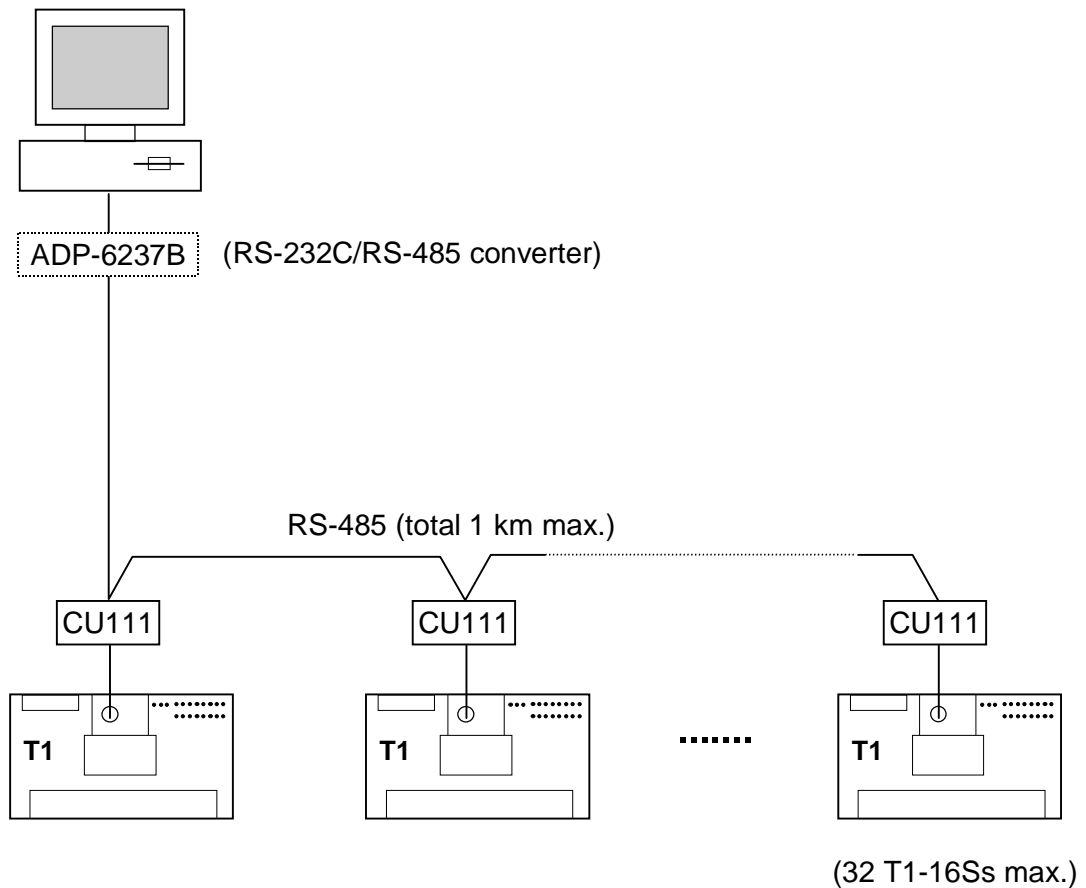 ADP-6237B (RS-232C/RS-485 converter)
RS-485 (total 1 km max.)
CU111 CU111 CU111
T1 T1 T1
(32 T1-16Ss max.)